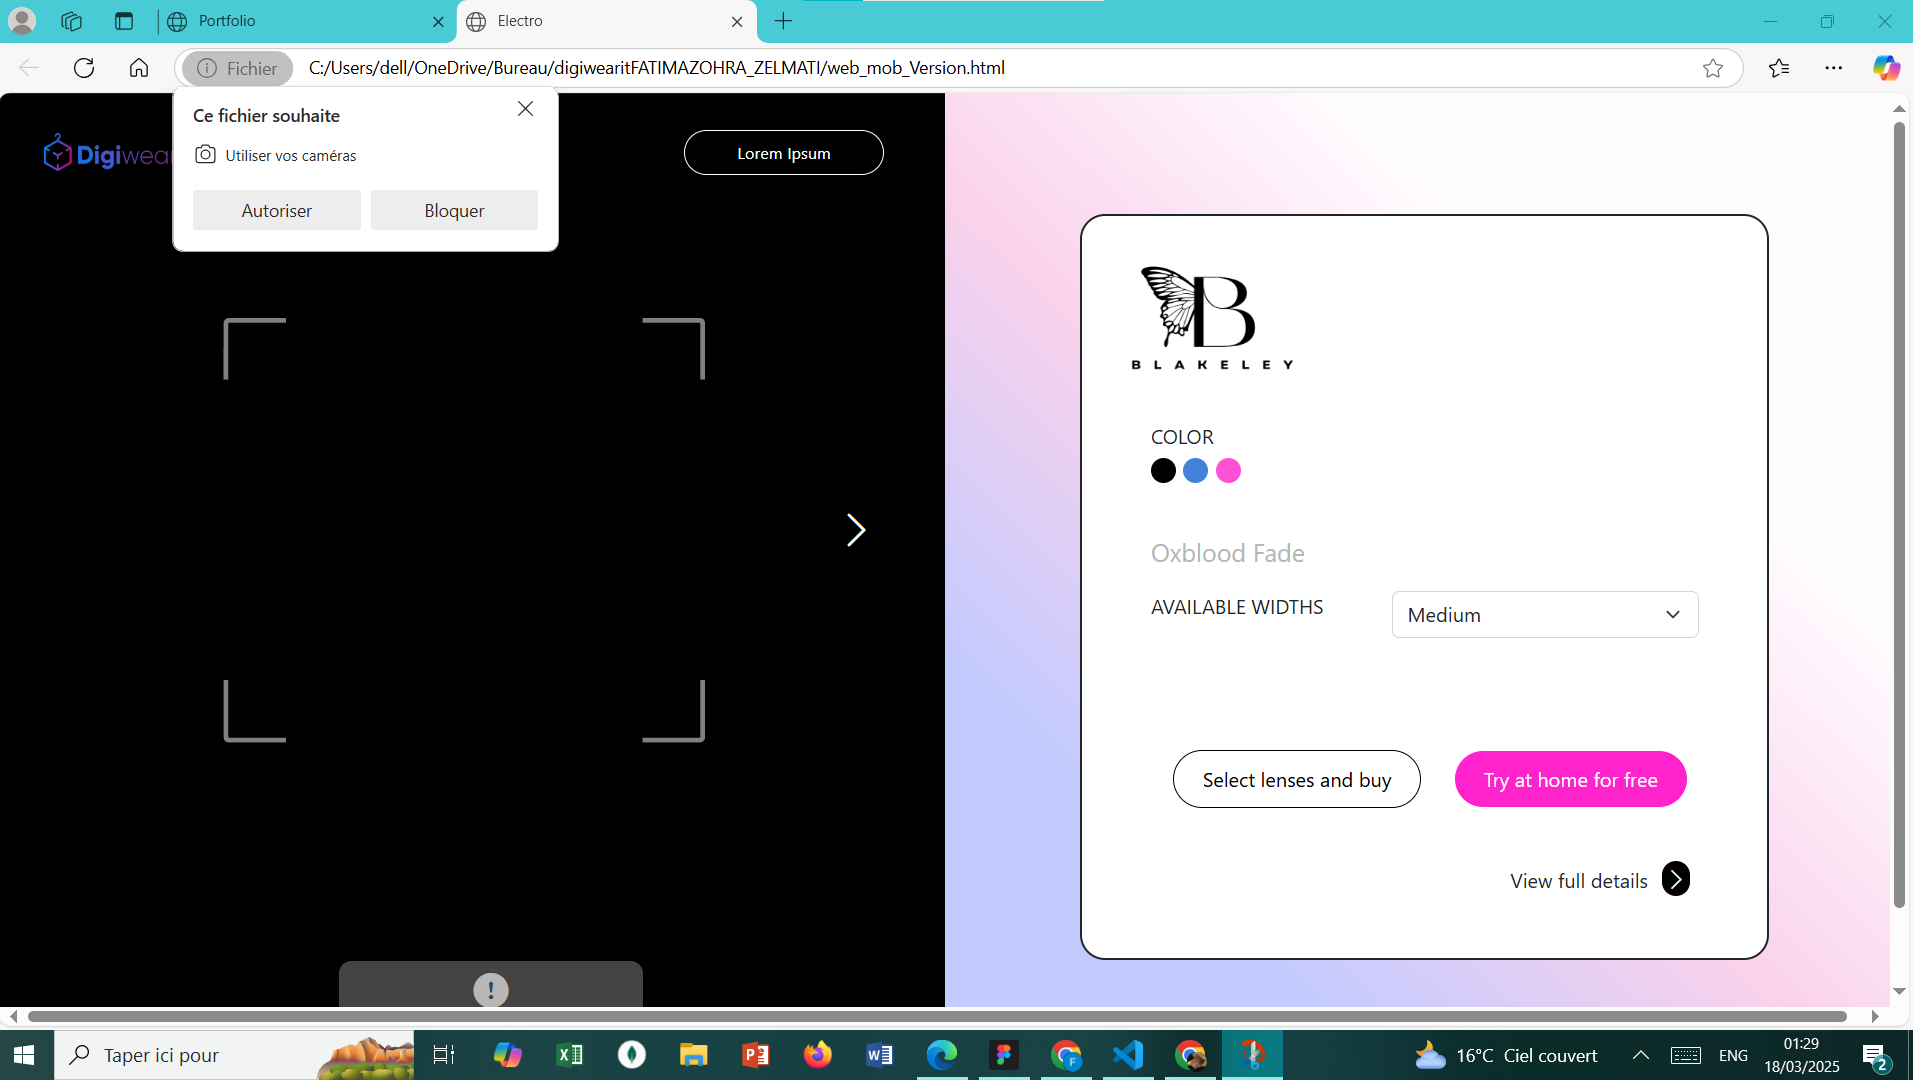 Portfolio
Electro
Fichier
C:/Users/dell/OneDrive/Bureau/digiwearitFATIMAZOHRA_ZELMATI/web_mob_Version.html
Ce fichier souhaite
Utiliser vos caméras
Autoriser
Bloquer
Digiwear
Lorem Ipsum
B
BLAKELEY
COLOR
Oxblood Fade
AVAILABLE WIDTHS
Medium
Select lenses and buy
Try at home for free
View full details
!
Taper ici pour
16°C Ciel couvert
ENG
01:29
18/03/2025
2